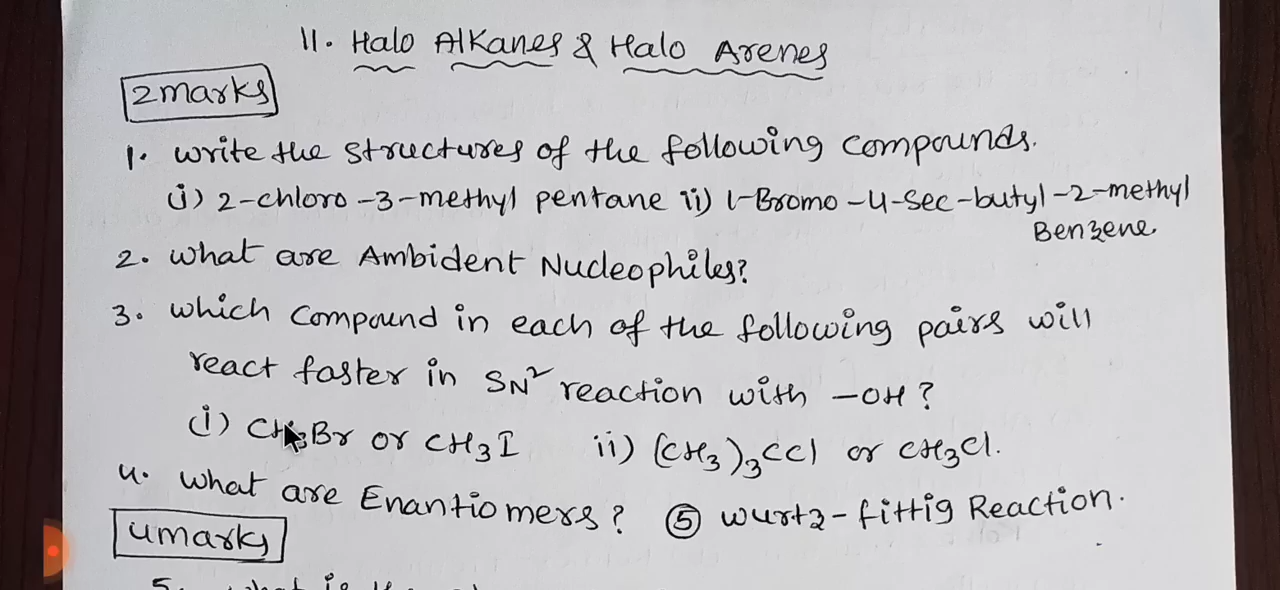 11. Halo Alkanes & Halo Arenes
2marks
1. write the structures of the following compounds.
(i) 2-chloro-3-methyl pentane ii) 1-Bromo-4-Sec-butyl-2-methyl
Benzene.
2. what are Ambident Nucleophiles?
3. which compound in each of the following pairs will
react faster in SN² reaction with -OH?
(i) CH3Br or CH3I ii) (CH3)3CCl or CH3Cl.
4. what are Enantiomers? ⑤ wurtz-fittig Reaction.
4marks
5. what is